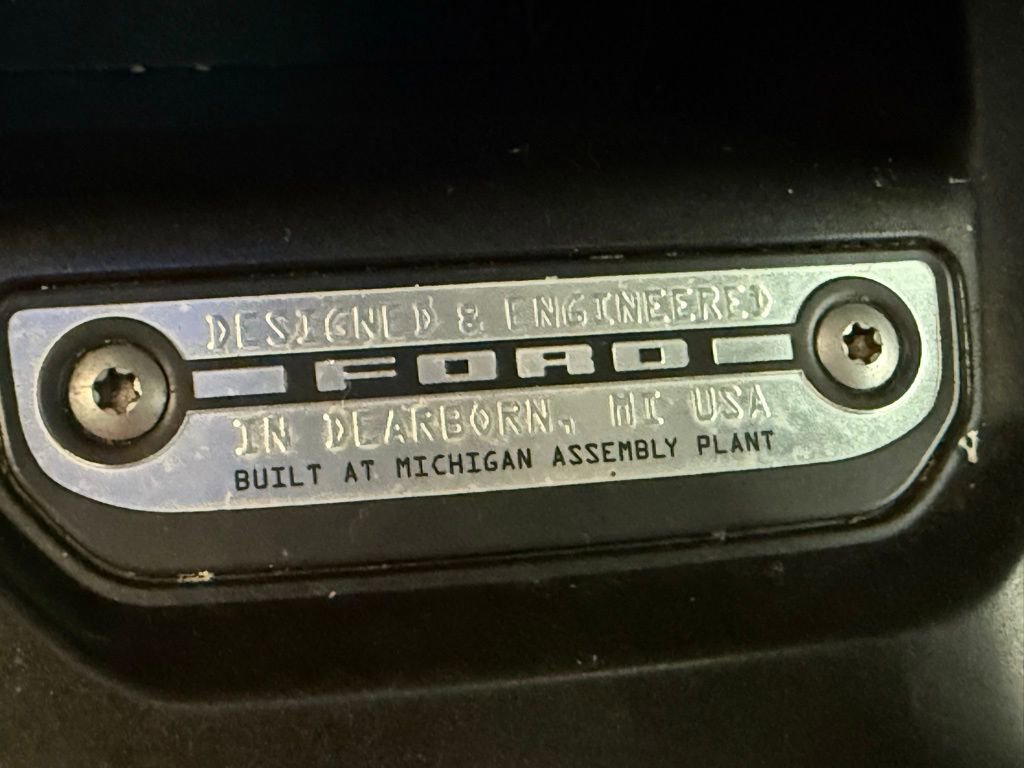 DESIGNED & ENGINEERED
FORD
IN DEARBORN, MI USA
BUILT AT MICHIGAN ASSEMBLY PLANT